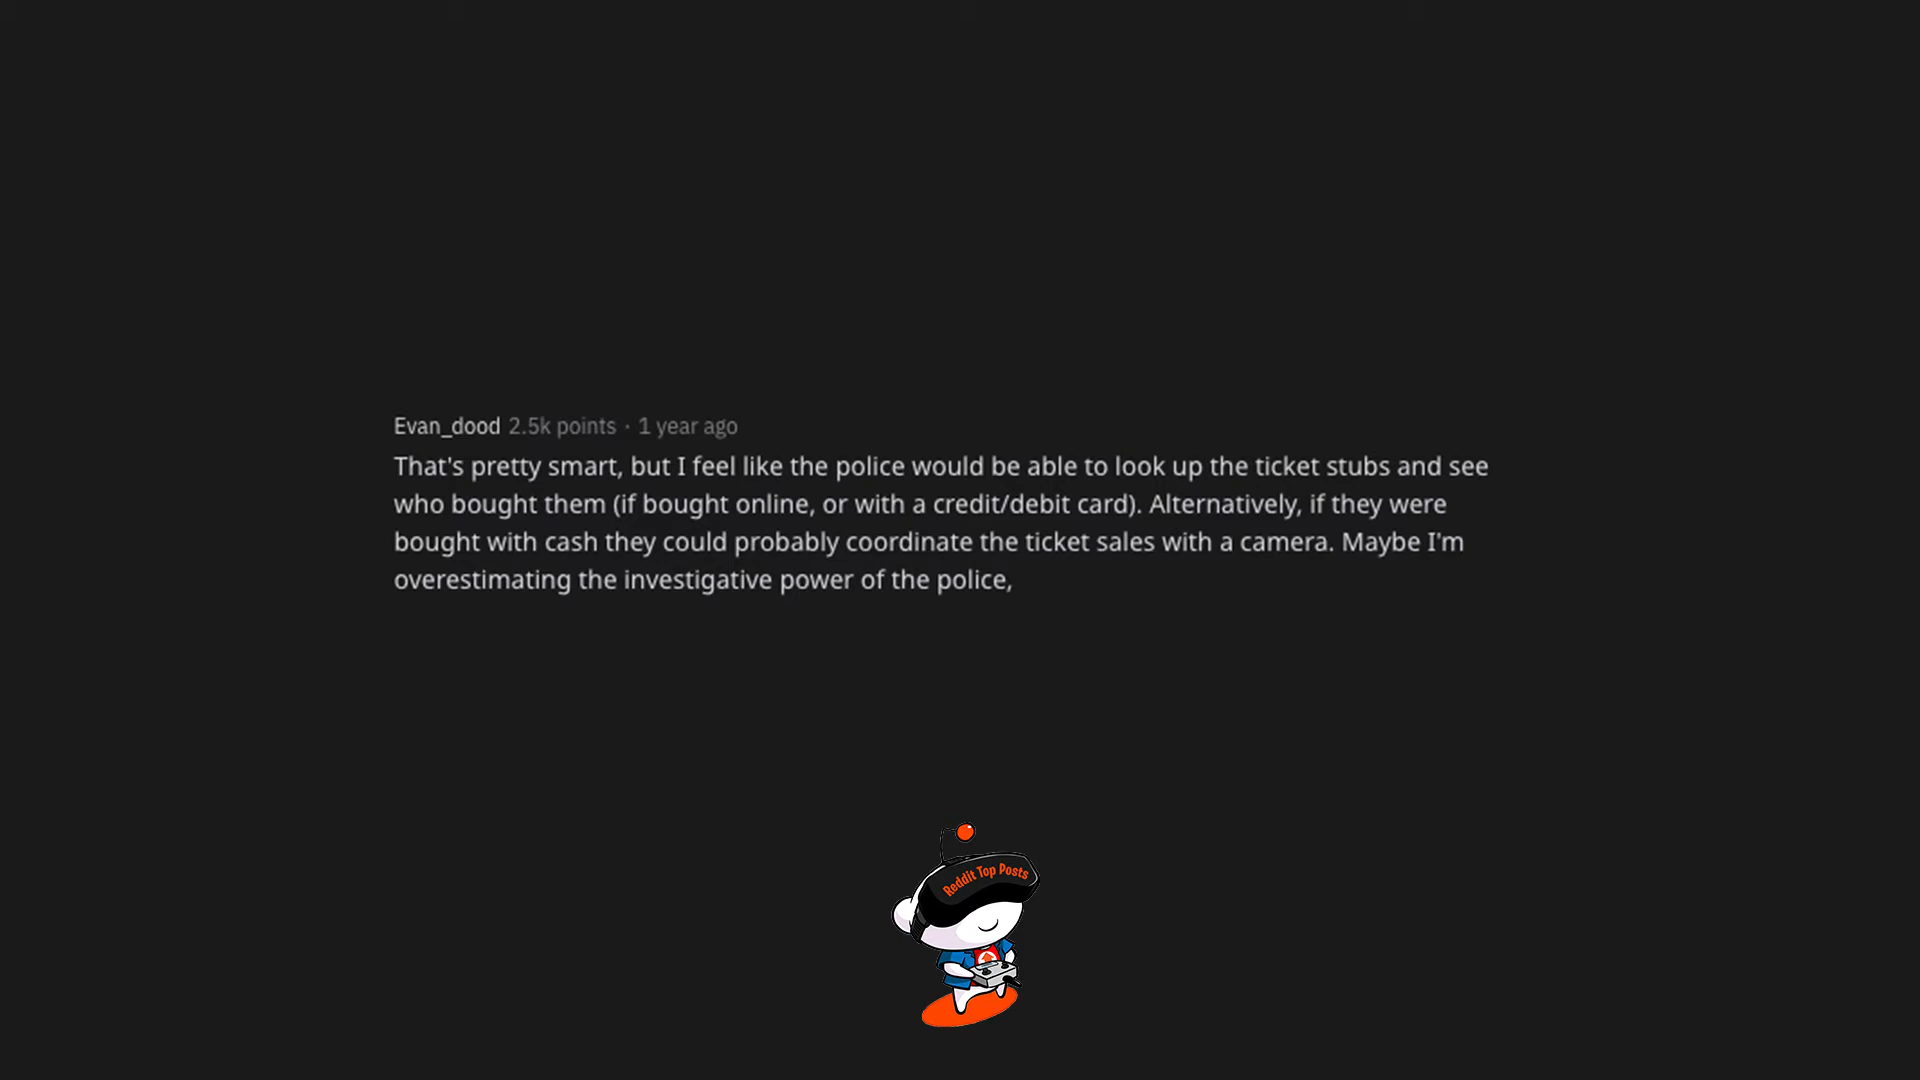 Evan_dood 2.5k points · 1 year ago
That's pretty smart, but I feel like the police would be able to look up the ticket stubs and see
who bought them (if bought online, or with a credit/debit card). Alternatively, if they were
bought with cash they could probably coordinate the ticket sales with a camera. Maybe I'm
overestimating the investigative power of the police,
Reddit Top Posts